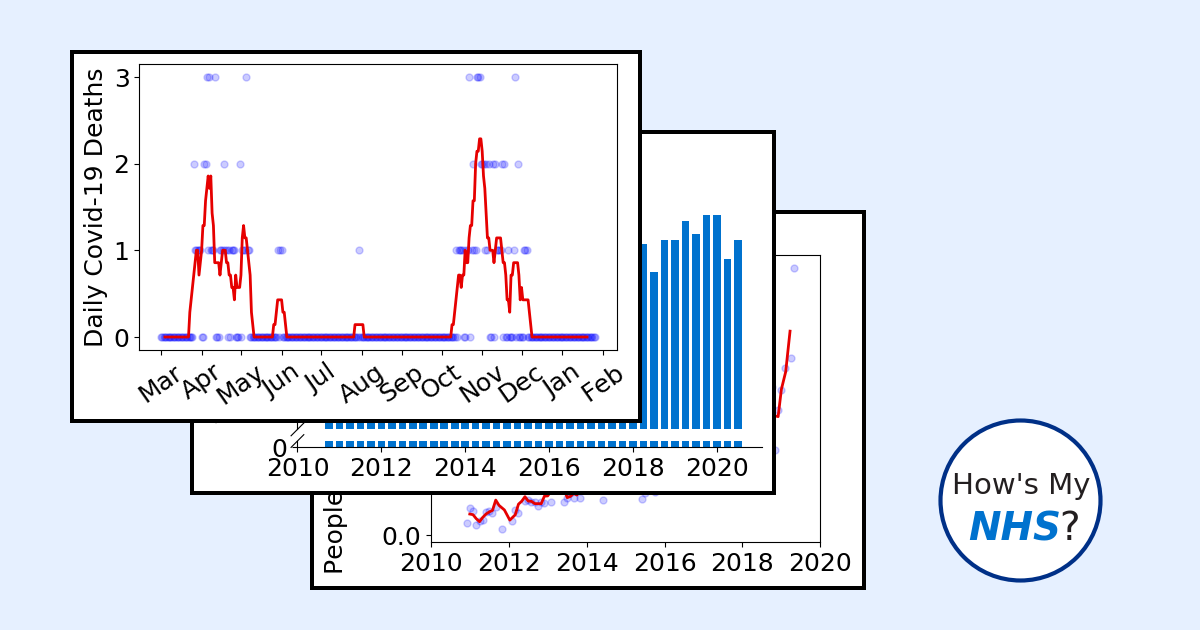 Daily Covid-19 Deaths
3
2
1
0
Mar Apr May Jun Jul Aug Sep Oct Nov Dec Jan Feb
0
2010 2012 2014 2016 2018 2020
People
0.0
2010 2012 2014 2016 2018 2020
How's My
NHS?